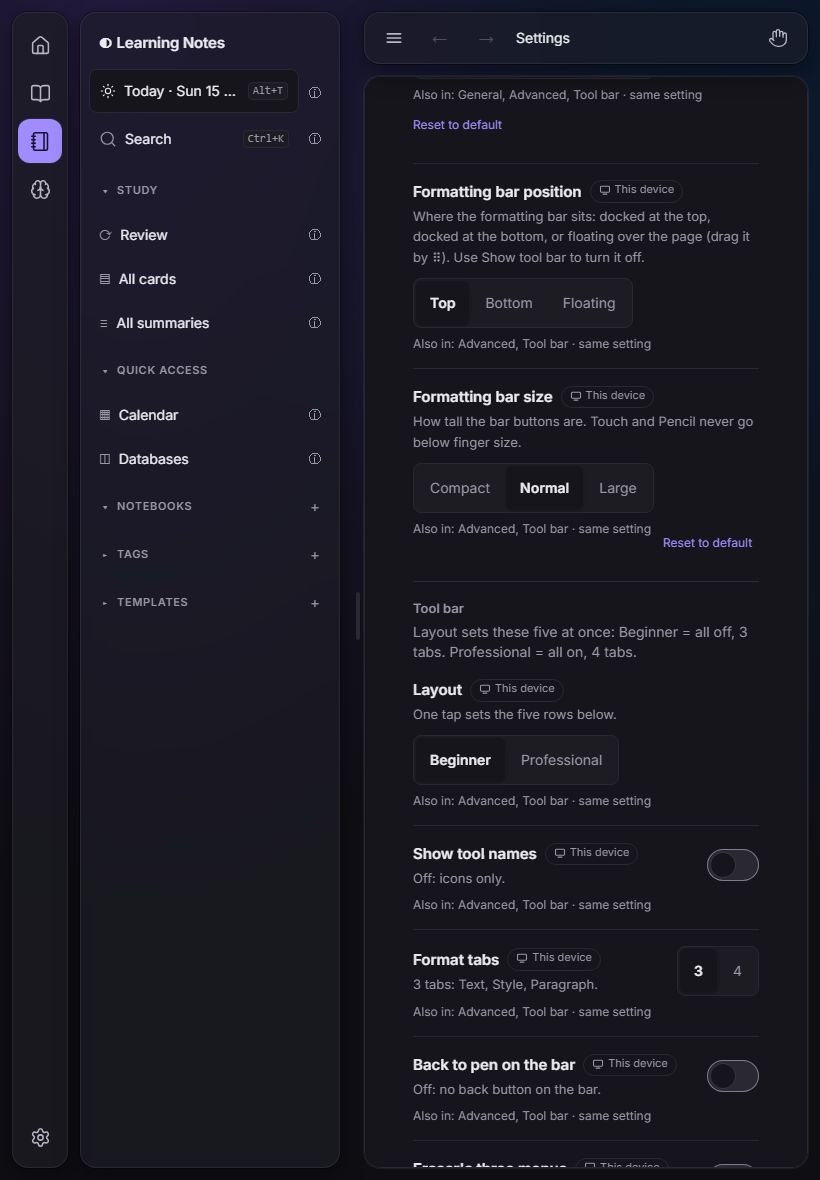 Learning Notes
Today · Sun 15 ... Alt+T
Search Ctrl+K
STUDY
Review
All cards
All summaries
QUICK ACCESS
Calendar
Databases
NOTEBOOKS +
TAGS +
TEMPLATES +
Settings
Also in: General, Advanced, Tool bar · same setting
Reset to default
Formatting bar position This device
Where the formatting bar sits: docked at the top,
docked at the bottom, or floating over the page (drag it
by ⠿). Use Show tool bar to turn it off.
Top Bottom Floating
Also in: Advanced, Tool bar · same setting
Formatting bar size This device
How tall the bar buttons are. Touch and Pencil never go
below finger size.
Compact Normal Large
Also in: Advanced, Tool bar · same setting
Reset to default
Tool bar
Layout sets these five at once: Beginner = all off, 3
tabs. Professional = all on, 4 tabs.
Layout This device
One tap sets the five rows below.
Beginner Professional
Also in: Advanced, Tool bar · same setting
Show tool names This device
Off: icons only.
Also in: Advanced, Tool bar · same setting
Format tabs This device
3 4
3 tabs: Text, Style, Paragraph.
Also in: Advanced, Tool bar · same setting
Back to pen on the bar This device
Off: no back button on the bar.
Also in: Advanced, Tool bar · same setting
This device